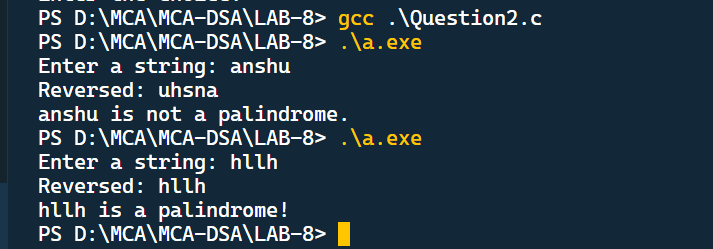 PS D:\MCA\MCA-DSA\LAB-8> gcc .\Question2.c
PS D:\MCA\MCA-DSA\LAB-8> .\a.exe
Enter a string: anshu
Reversed: uhsna
anshu is not a palindrome.
PS D:\MCA\MCA-DSA\LAB-8> .\a.exe
Enter a string: hllh
Reversed: hllh
hllh is a palindrome!
PS D:\MCA\MCA-DSA\LAB-8>